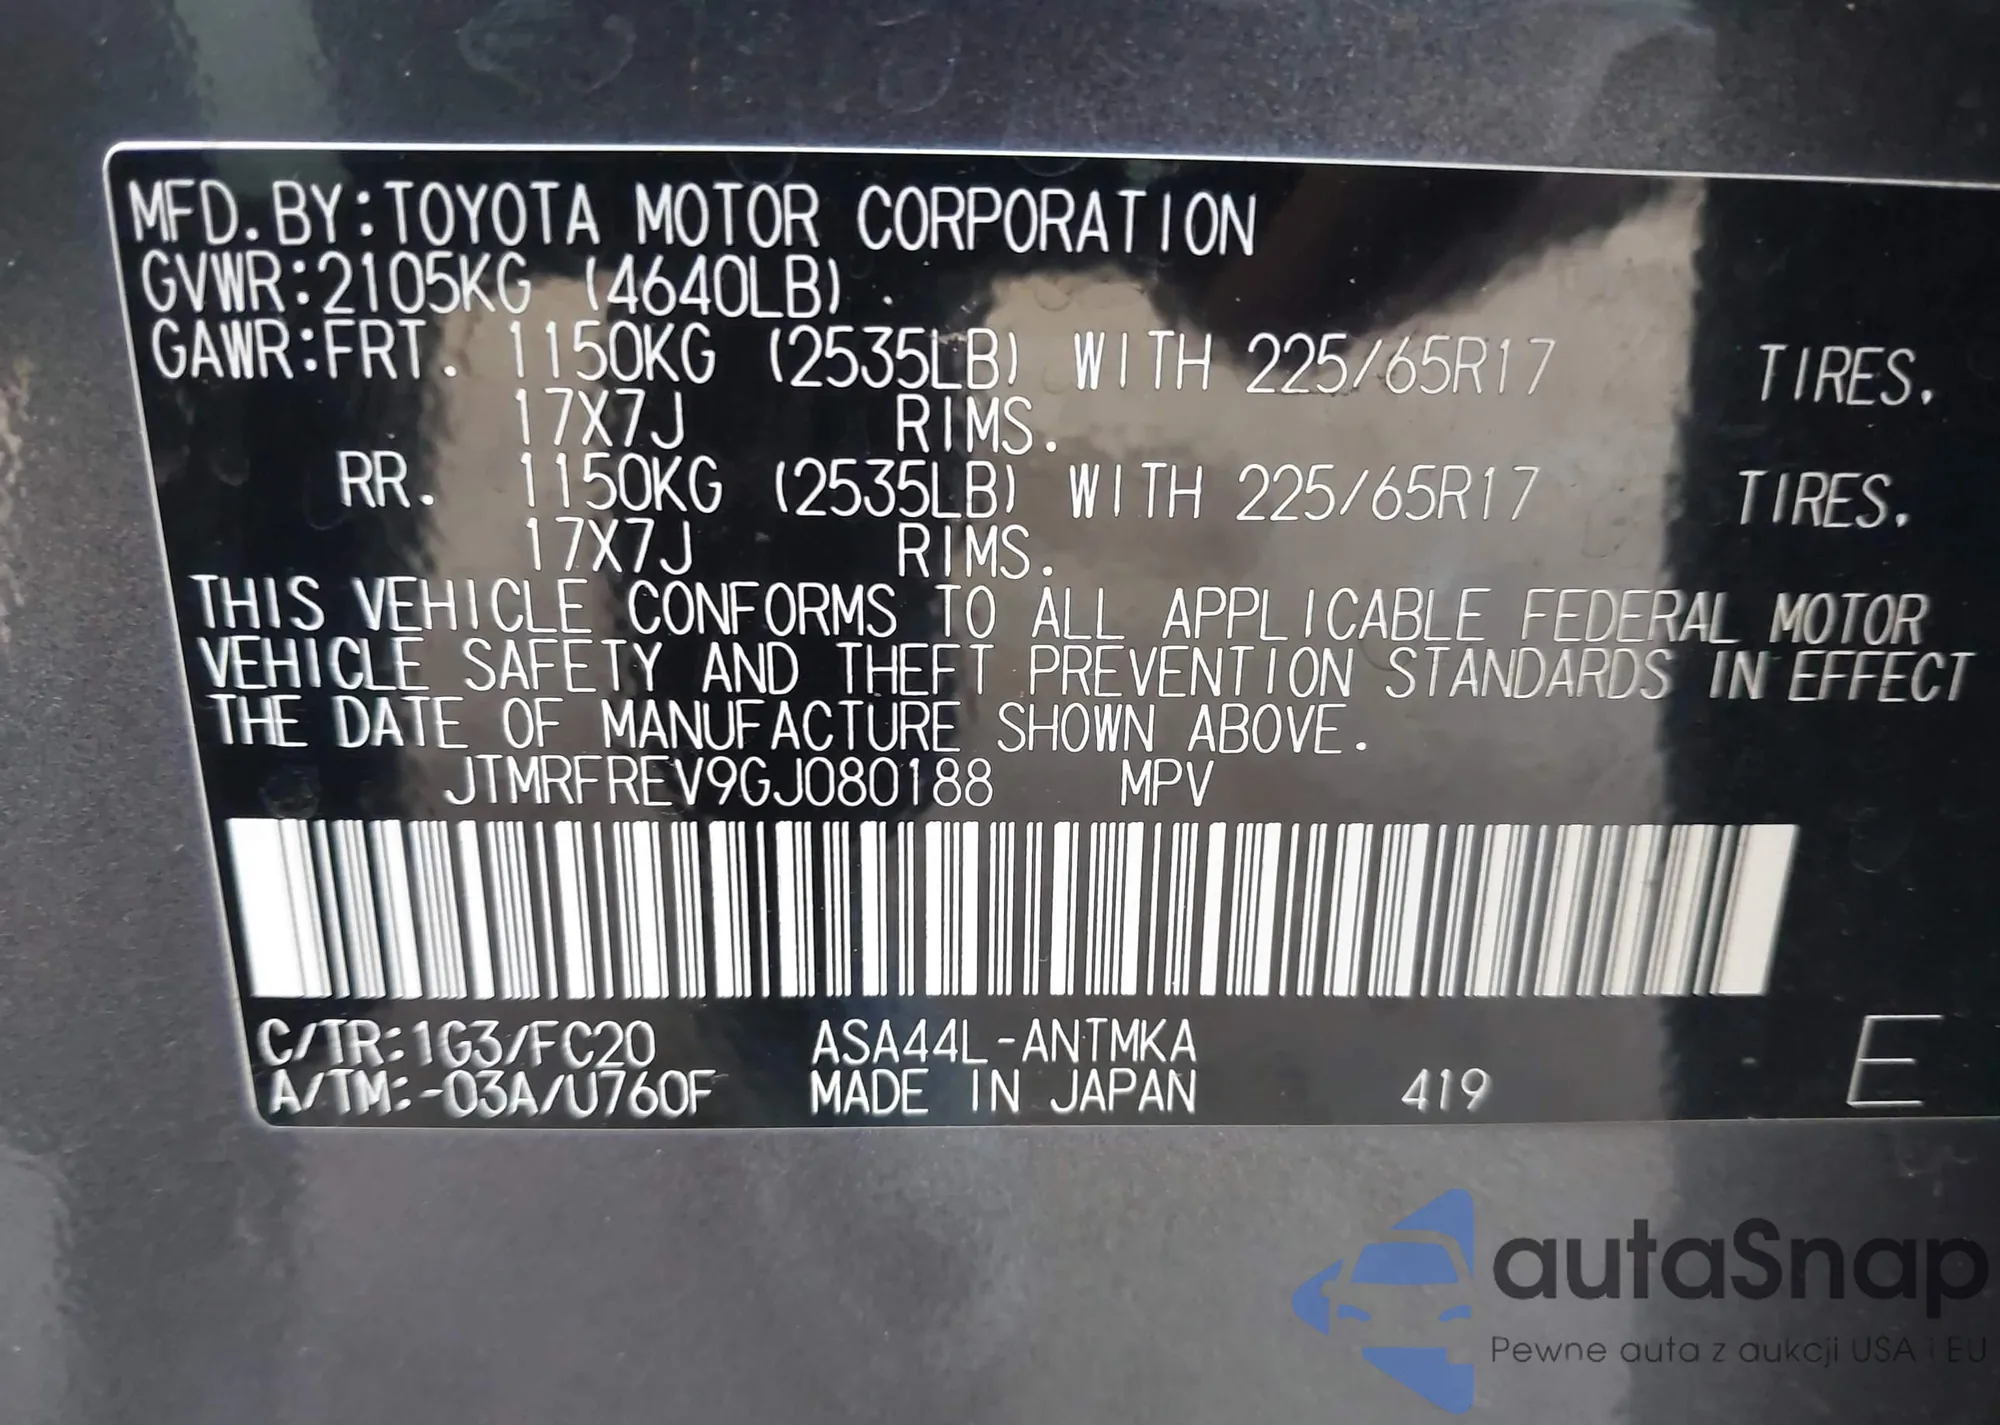 MFD.BY:TOYOTA MOTOR CORPORATION
GVWR:2105KG (4640LB)
GAWR:FRT. 1150KG (2535LB) WITH 225/65R17 TIRES.
17X7J RIMS.
RR. 1150KG (2535LB) WITH 225/65R17 TIRES.
17X7J RIMS.
THIS VEHICLE CONFORMS TO ALL APPLICABLE FEDERAL MOTOR
VEHICLE SAFETY AND THEFT PREVENTION STANDARDS IN EFFECT
THE DATE OF MANUFACTURE SHOWN ABOVE.
JTMRFREV9GJ080188 MPV
C/TR:1G3/FC20 ASA44L-ANTMKA
A/TM:-03A/U760F MADE IN JAPAN 419 E
autaSnap
Pewne auta z aukcji USA i EU